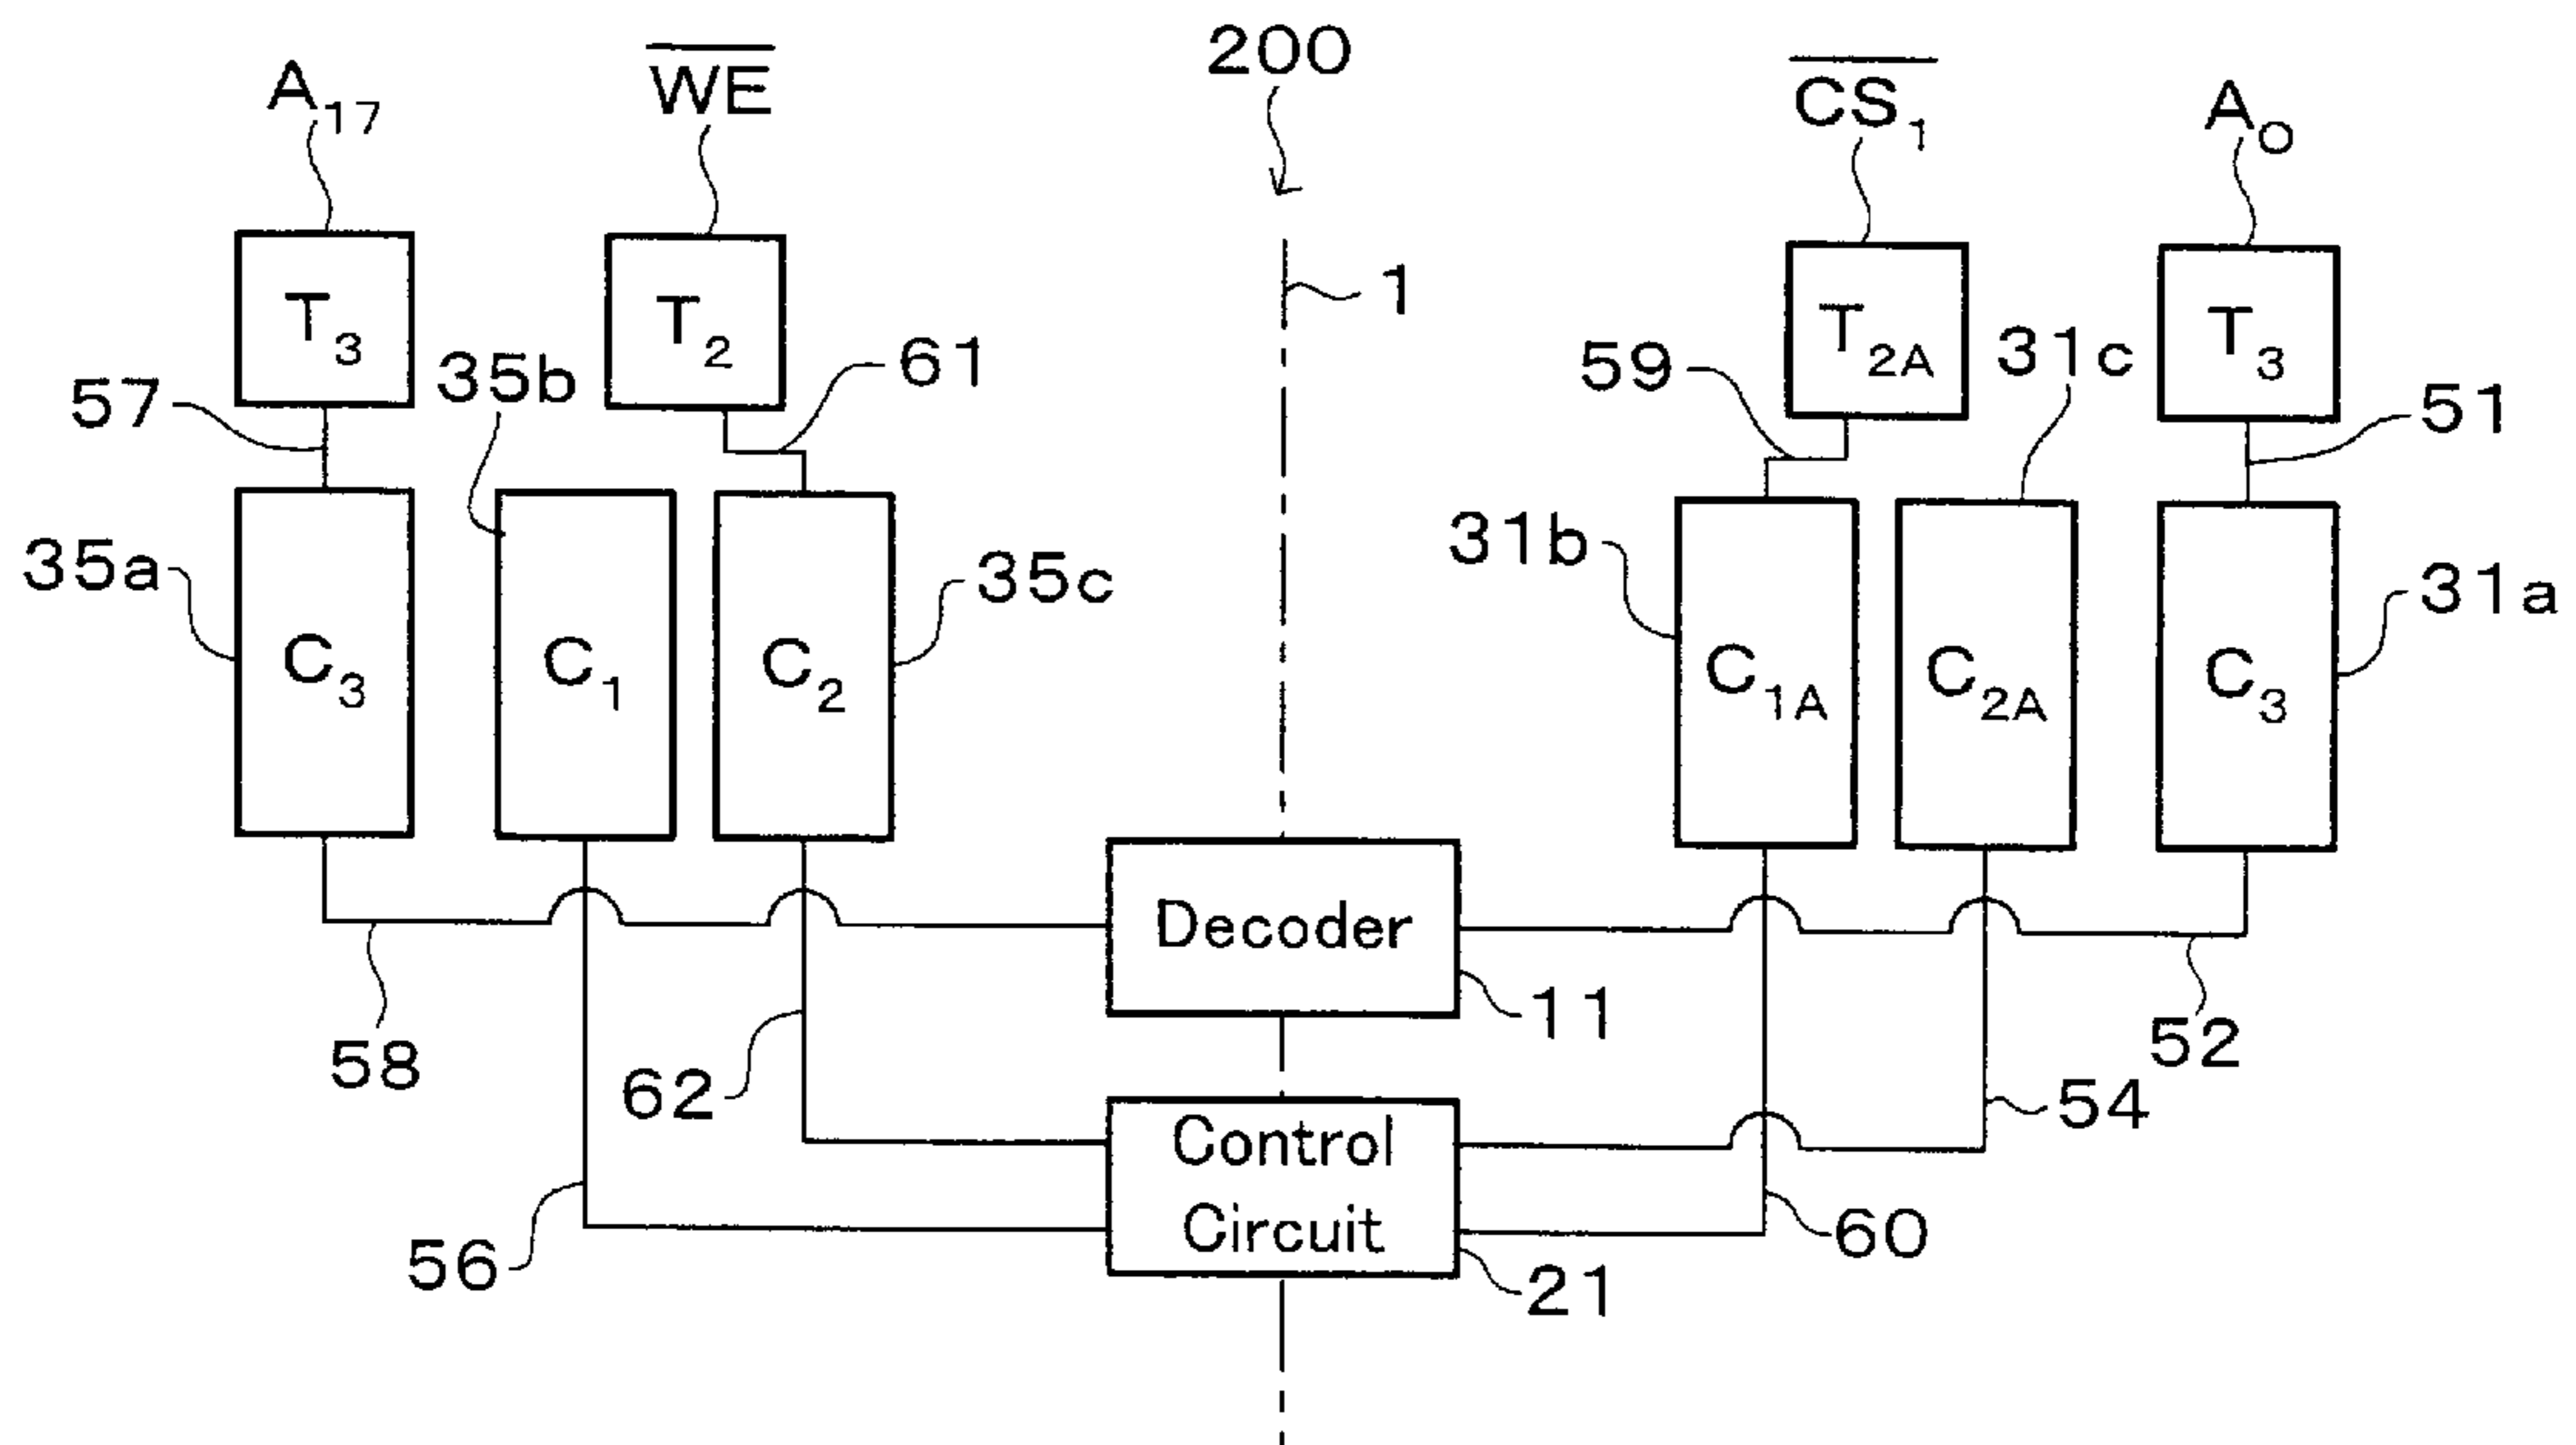 200
A17
WE
CS1
A0
1
T3
T2
T2A
T3
57
35b
61
59
31c
51
35a
C3
C1
C2
35c
31b
C1A
C2A
C3
31a
Decoder
11
58
62
52
54
Control
Circuit
56
60
21